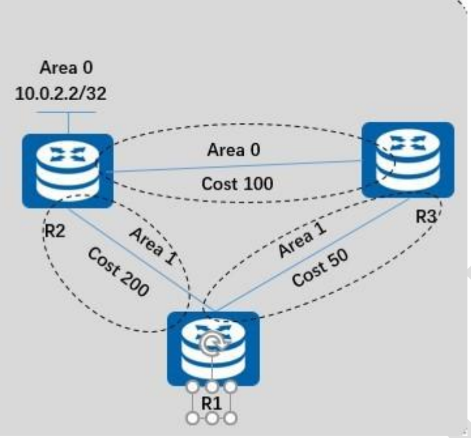 Area 0
10.0.2.2/32
Area 0
Cost 100
R2
R3
Area 1
Cost 200
Area 1
Cost 50
R1